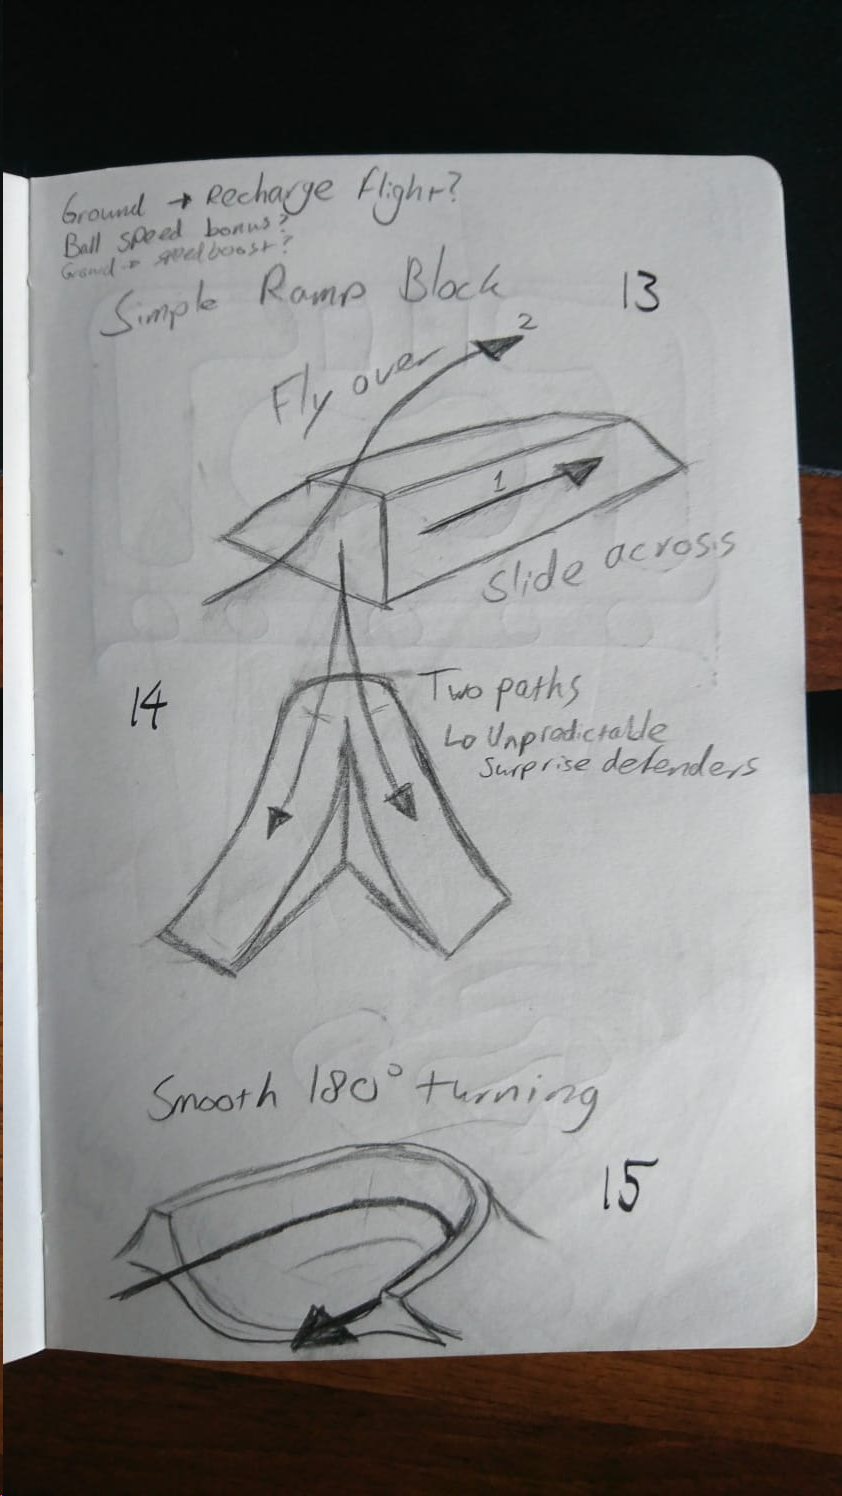 Ground → Recharge flight?
Ball speed bonus?
Ground → speedboost?
Simple Ramp Block
13
2
Fly over
1
Slide across
14
Two paths
↳ Unpredictable
Surprise defenders
Smooth 180° turning
15